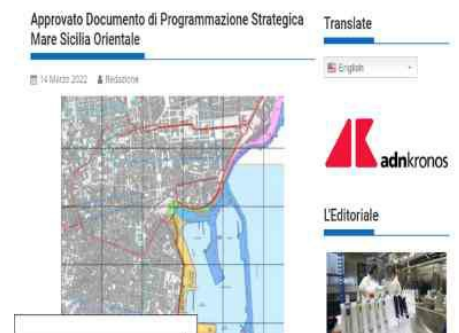 Approvato Documento di Programmazione Strategica
Mare Sicilia Orientale
14 Marzo 2022 Redazione
Translate
English
adnkronos
L'Editoriale